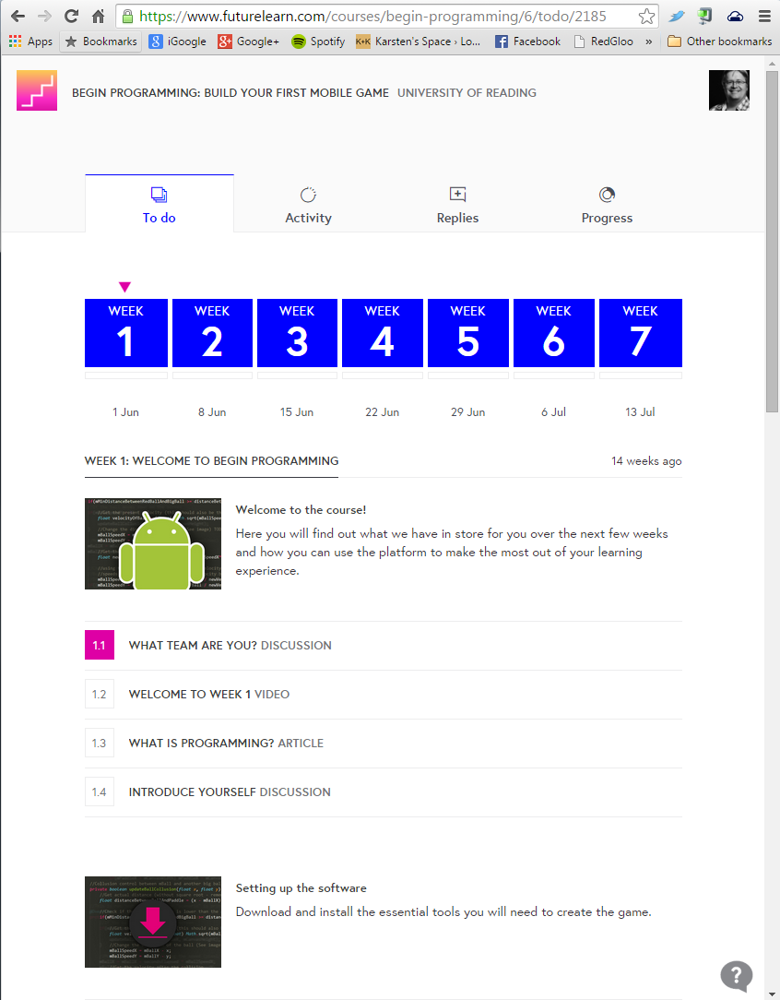 https://www.futurelearn.com/courses/begin-programming/6/todo/2185
Apps Bookmarks iGoogle Google+ Spotify K+K Karsten's Space › Lo... Facebook RedGloo » Other bookmarks
BEGIN PROGRAMMING: BUILD YOUR FIRST MOBILE GAME UNIVERSITY OF READING
To do Activity Replies Progress
WEEK WEEK WEEK WEEK WEEK WEEK WEEK
1 2 3 4 5 6 7
1 Jun 8 Jun 15 Jun 22 Jun 29 Jun 6 Jul 13 Jul
WEEK 1: WELCOME TO BEGIN PROGRAMMING 14 weeks ago
Welcome to the course!
Here you will find out what we have in store for you over the next few weeks
and how you can use the platform to make the most out of your learning
experience.
1.1 WHAT TEAM ARE YOU? DISCUSSION
1.2 WELCOME TO WEEK 1 VIDEO
1.3 WHAT IS PROGRAMMING? ARTICLE
1.4 INTRODUCE YOURSELF DISCUSSION
Setting up the software
Download and install the essential tools you will need to create the game.
?